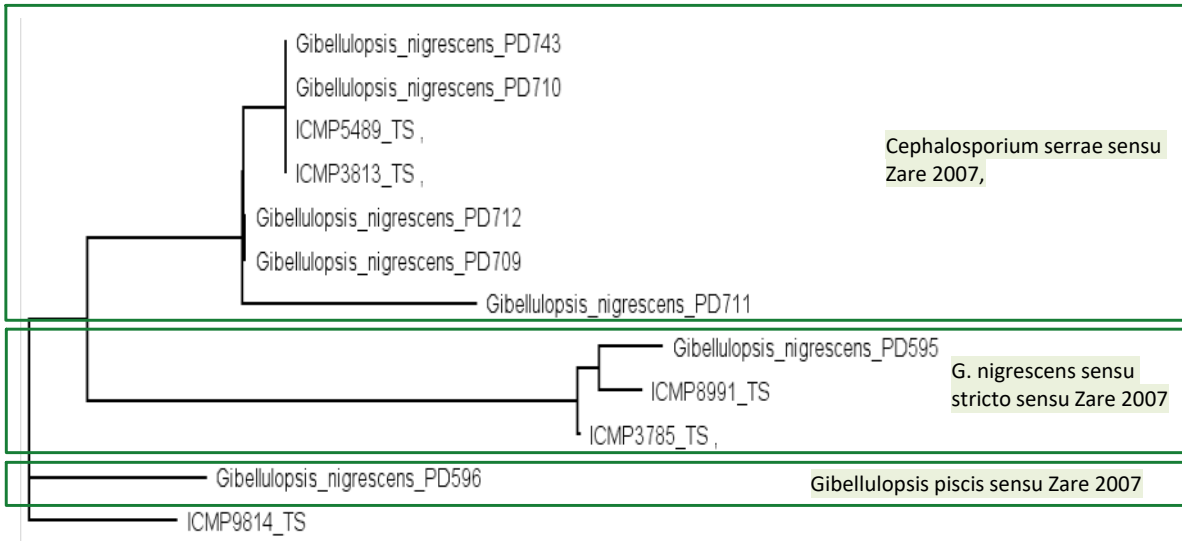 Gibellulopsis_nigrescens_PD743
Gibellulopsis_nigrescens_PD710
ICMP5489_TS ,
ICMP3813_TS ,
Cephalosporium serrae sensu
Zare 2007,
Gibellulopsis_nigrescens_PD712
Gibellulopsis_nigrescens_PD709
Gibellulopsis_nigrescens_PD711
Gibellulopsis_nigrescens_PD595
ICMP8991_TS
G. nigrescens sensu
stricto sensu Zare 2007
ICMP3785_TS ,
Gibellulopsis_nigrescens_PD596
Gibellulopsis piscis sensu Zare 2007
ICMP9814_TS